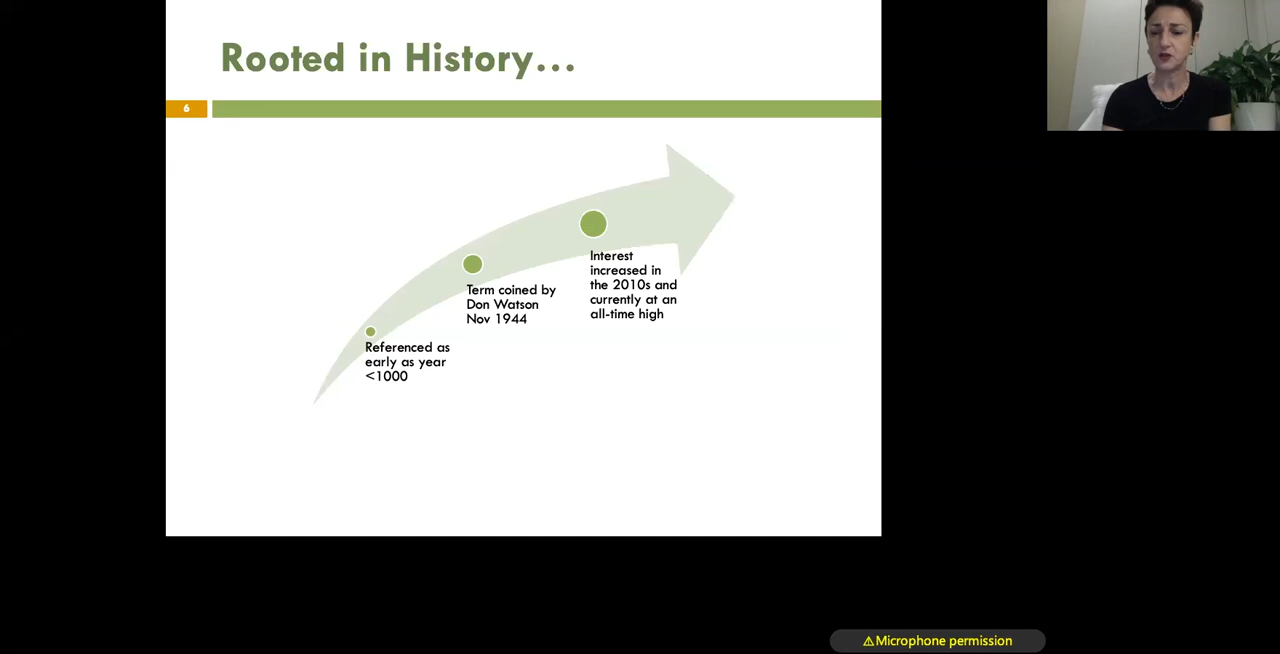 Rooted in History...
6
Interest
increased in
the 2010s and
currently at an
all-time high
Term coined by
Don Watson
Nov 1944
Referenced as
early as year
<1000
⚠Microphone permission